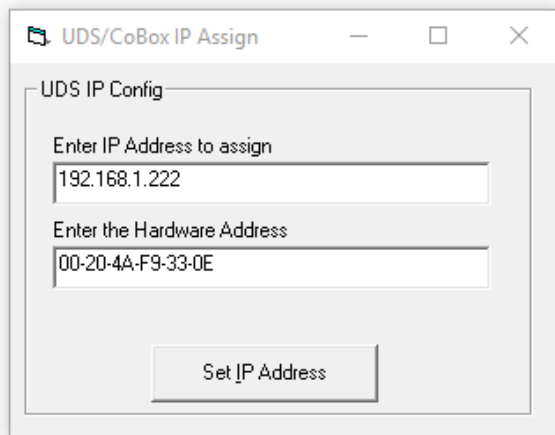 UDS/CoBox IP Assign
UDS IP Config
Enter IP Address to assign
192.168.1.222
Enter the Hardware Address
00-20-4A-F9-33-0E
Set IP Address